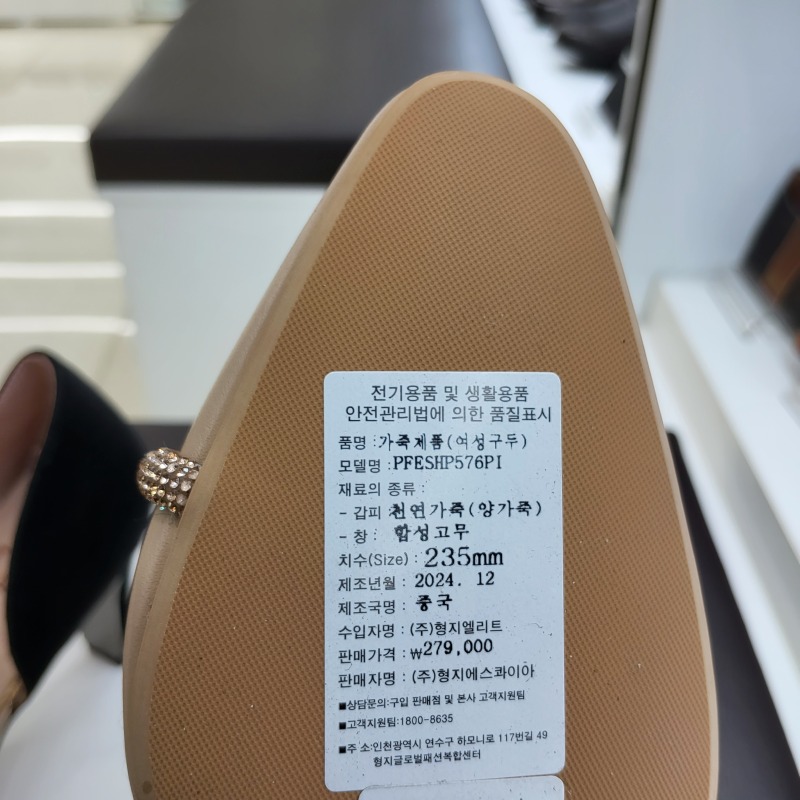 전기용품 및 생활용품
안전관리법에 의한 품질표시
품명 :가죽제품(여성구두)
모델명 :PFESHP576PI
재료의 종류 :
- 갑피 :천연가죽(양가죽)
- 창 : 합성고무
치수(Size) : 235mm
제조년월 : 2024. 12
제조국명 : 중국
수입자명 : (주)형지엘리트
판매가격 : ₩279,000
판매자명 : (주)형지에스콰이아
■상담문의:구입 판매점 및 본사 고객지원팀
■고객지원팀:1800-8635
■주 소:인천광역시 연수구 하모니로 177번길 49
형지글로벌패션복합센터